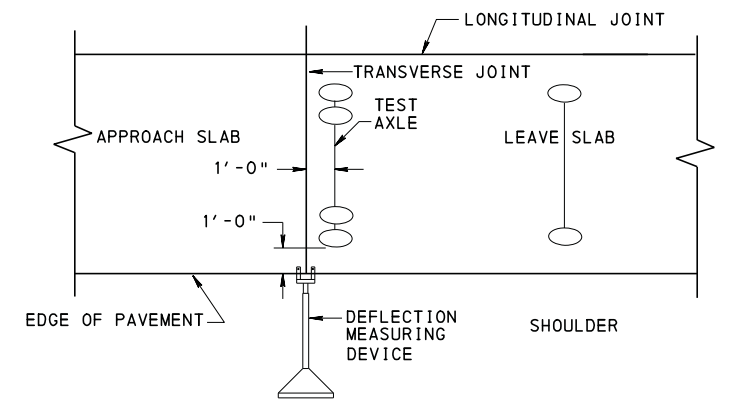 LONGITUDINAL JOINT
TRANSVERSE JOINT
TEST
AXLE
APPROACH SLAB
LEAVE SLAB
1'-0"
1'-0"
EDGE OF PAVEMENT
DEFLECTION
MEASURING
DEVICE
SHOULDER